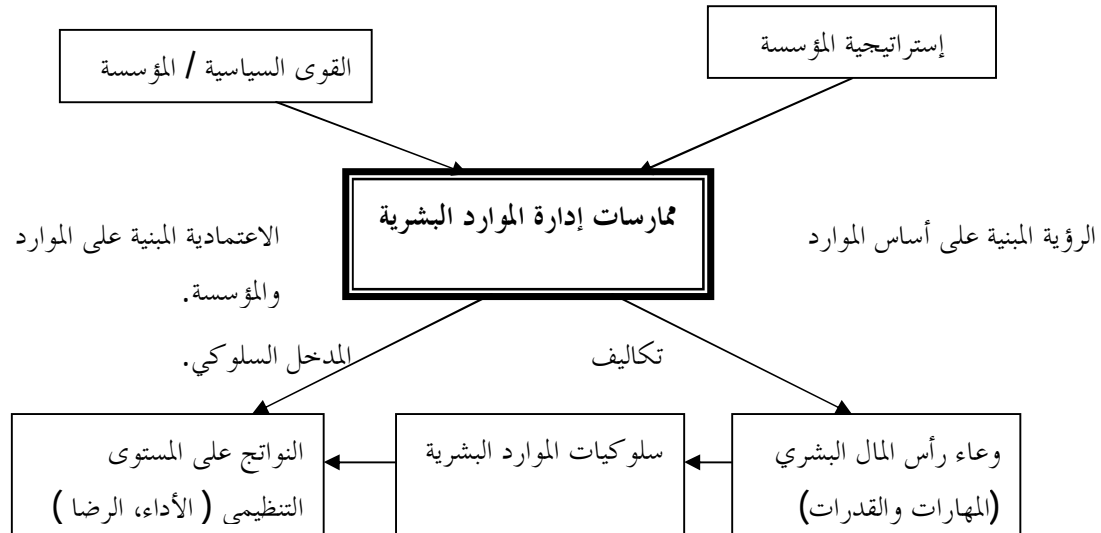 إستراتيجية المؤسسة
القوى السياسية / المؤسسة
ممارسات إدارة الموارد البشرية
الرؤية المبنية على أساس الموارد
الاعتمادية المبنية على الموارد
والمؤسسة.
تكاليف
المدخل السلوكي.
وعاء رأس المال البشري
(المهارات والقدرات)
سلوكيات الموارد البشرية
النواتج على المستوى
التنظيمي ( الأداء، الرضا )